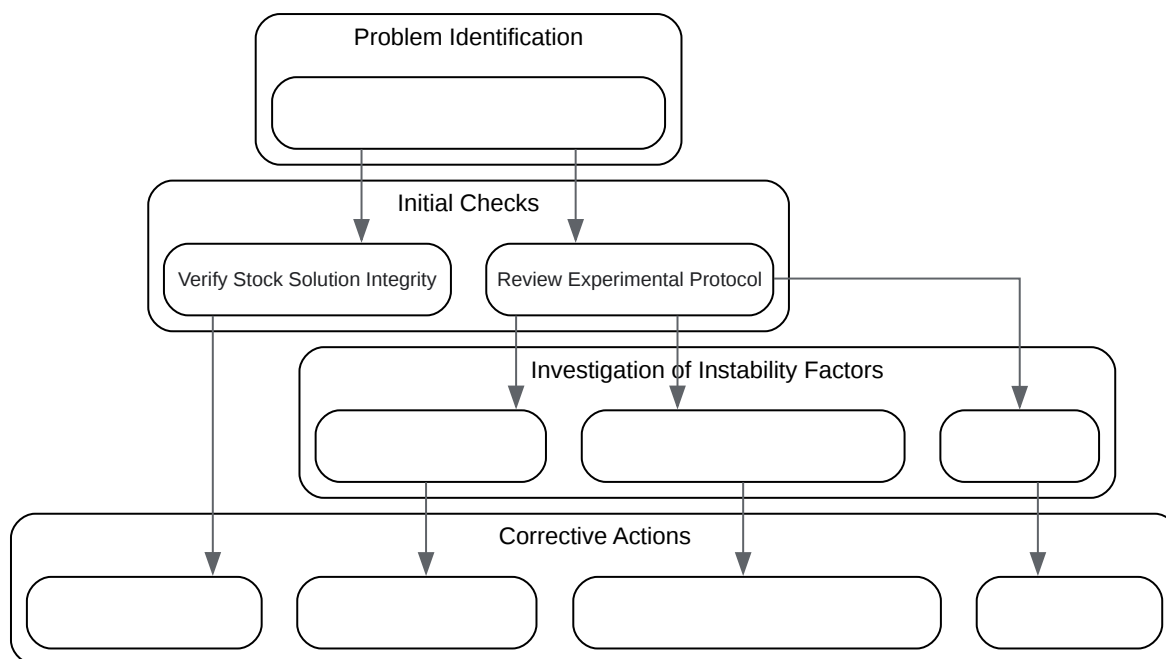 Problem Identification
Initial Checks
Verify Stock Solution Integrity
Review Experimental Protocol
Investigation of Instability Factors
Corrective Actions